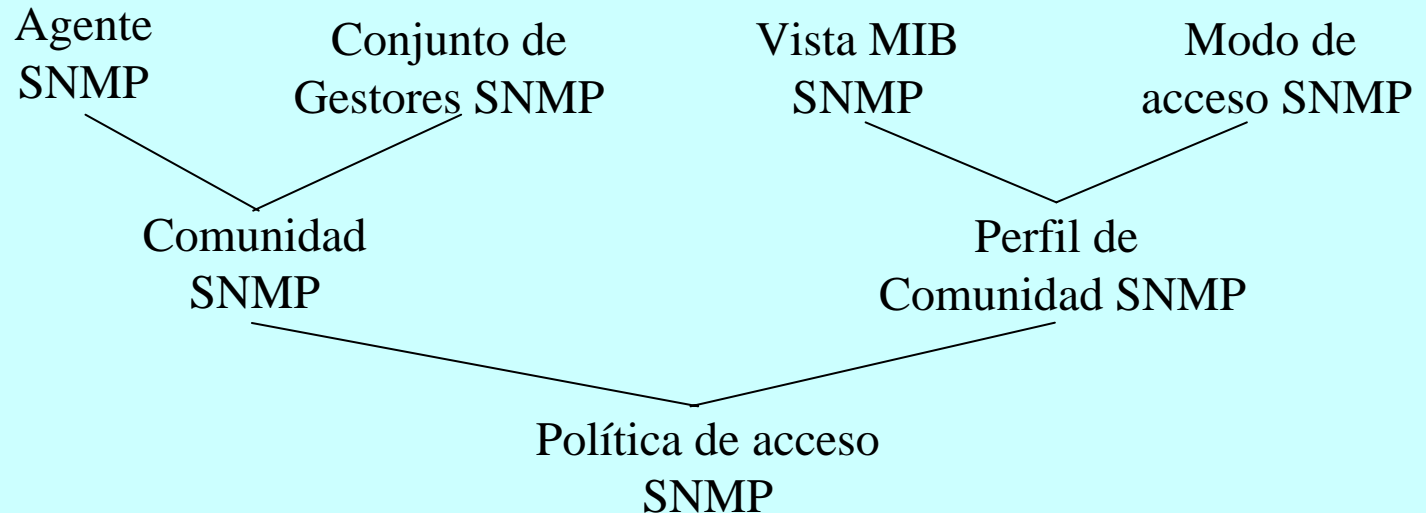 Agente
SNMP
Conjunto de
Gestores SNMP
Vista MIB
SNMP
Modo de
acceso SNMP
Comunidad
SNMP
Perfil de
Comunidad SNMP
Política de acceso
SNMP